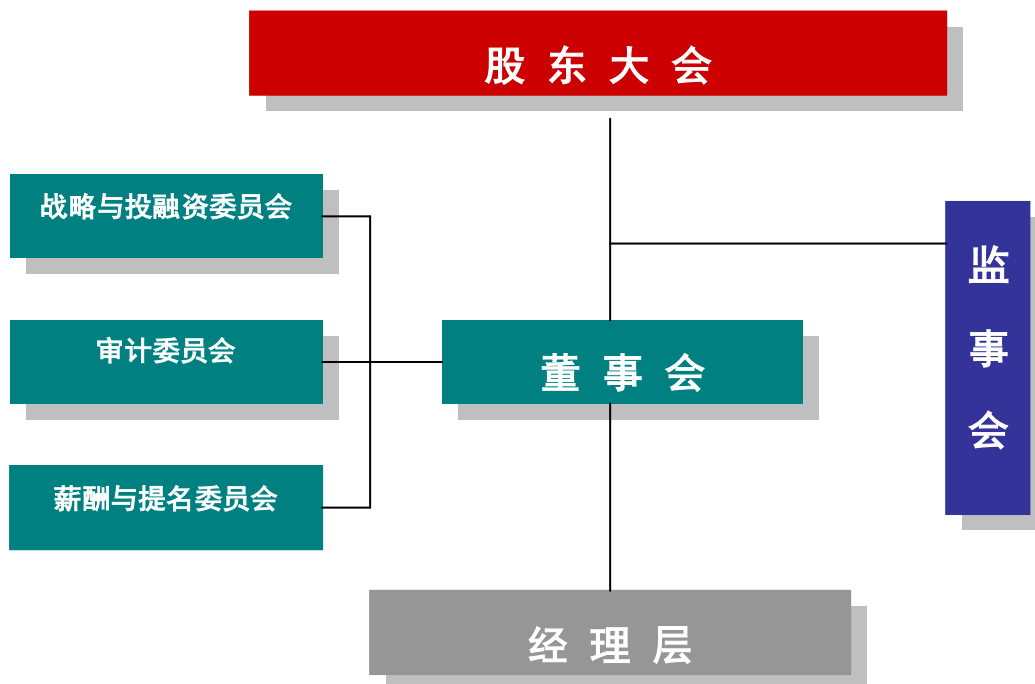 股东大会
战略与投融资委员会
监事会
审计委员会
董事会
薪酬与提名委员会
经理层